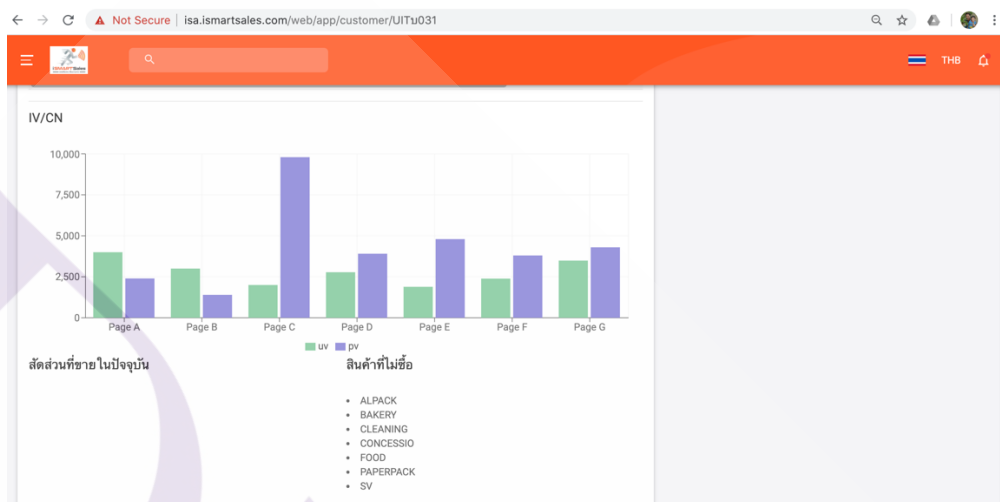 Not Secure isa.ismartsales.com/web/app/customer/UITบ031
THB
IV/CN
10,000
7,500
5,000
2,500
0
Page A Page B Page C Page D Page E Page F Page G
uv pv
สัดส่วนที่ขายในปัจจุบัน
สินค้าที่ไม่ซื้อ
• ALPACK
• BAKERY
• CLEANING
• CONCESSIO
• FOOD
• PAPERPACK
• SV